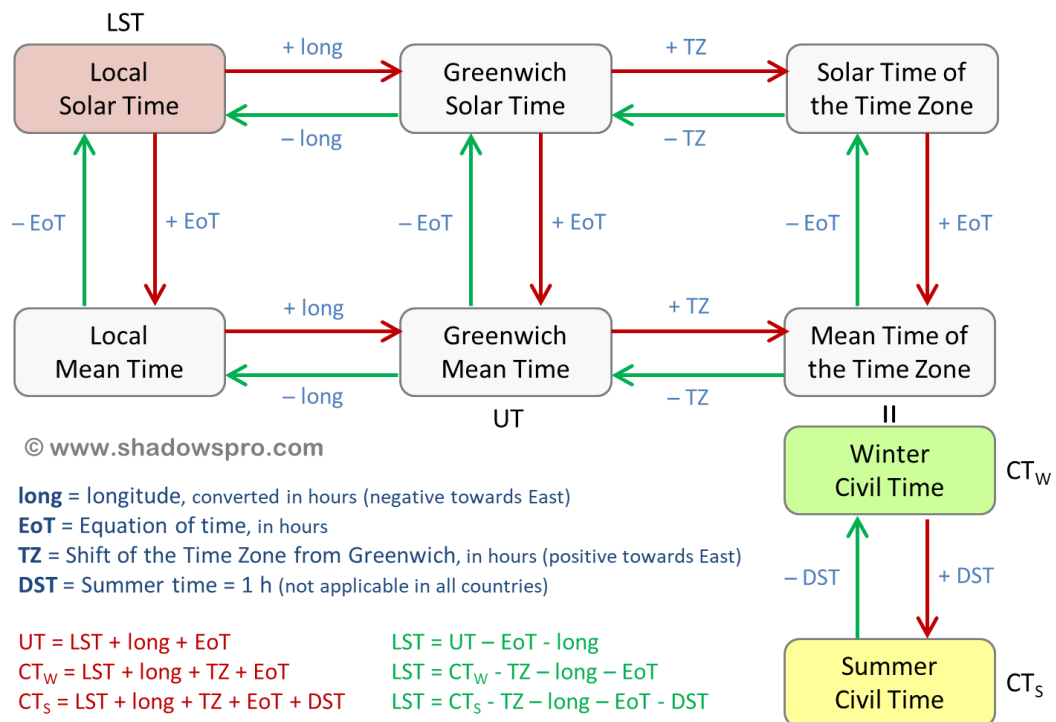 LST
Local
Solar Time
+ long
– long
Greenwich
Solar Time
+ TZ
– TZ
Solar Time of
the Time Zone
– EoT
+ EoT
– EoT
+ EoT
– EoT
+ EoT
Local
Mean Time
+ long
– long
Greenwich
Mean Time
UT
+ TZ
– TZ
Mean Time of
the Time Zone
=
© www.shadowspro.com
Winter
Civil Time
CTW
long = longitude, converted in hours (negative towards East)
EoT = Equation of time, in hours
TZ = Shift of the Time Zone from Greenwich, in hours (positive towards East)
DST = Summer time = 1 h (not applicable in all countries)
– DST
+ DST
UT = LST + long + EoT
CTW = LST + long + TZ + EoT
CTS = LST + long + TZ + EoT + DST
LST = UT – EoT - long
LST = CTW - TZ – long – EoT
LST = CTS - TZ – long – EoT - DST
Summer
Civil Time
CTS